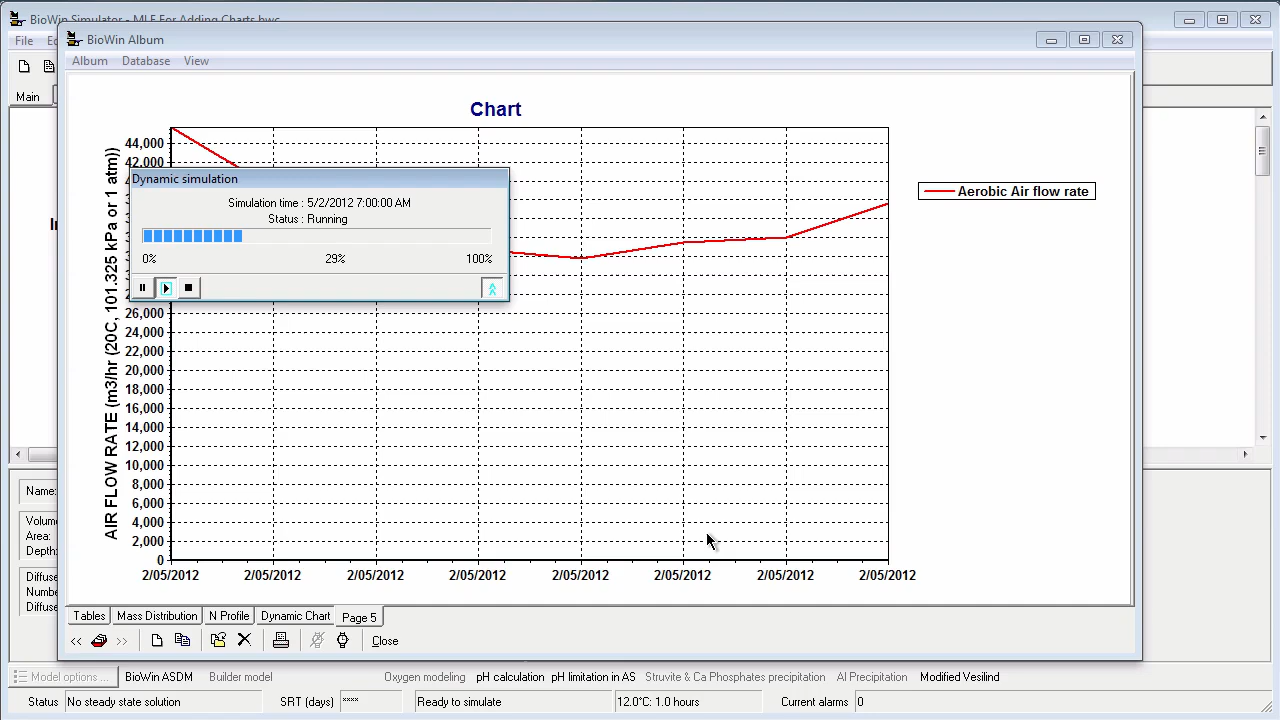 BioWin Simulator - MLE For Adding Charts.bwc
File
BioWin Album
Album Database View
Main
Chart
44,000
42,000
Aerobic Air flow rate
Dynamic simulation
Simulation time : 5/2/2012 7:00:00 AM
Status : Running
0% 29% 100%
26,000
24,000
22,000
20,000
18,000
16,000
14,000
12,000
10,000
8,000
6,000
4,000
2,000
0
AIR FLOW RATE (m3/hr (20C, 101.325 kPa or 1 atm))
2/05/2012 2/05/2012 2/05/2012 2/05/2012 2/05/2012 2/05/2012 2/05/2012 2/05/2012
Name:
Volum
Area:
Depth:
Diffuse
Numbe
Diffuse
Tables Mass Distribution N Profile Dynamic Chart Page 5
<< >> Close
Model options ... BioWin ASDM Builder model Oxygen modeling pH calculation pH limitation in AS Struvite & Ca Phosphates precipitation Al Precipitation Modified Vesilind
Status No steady state solution SRT (days) **** Ready to simulate 12.0°C: 1.0 hours Current alarms 0